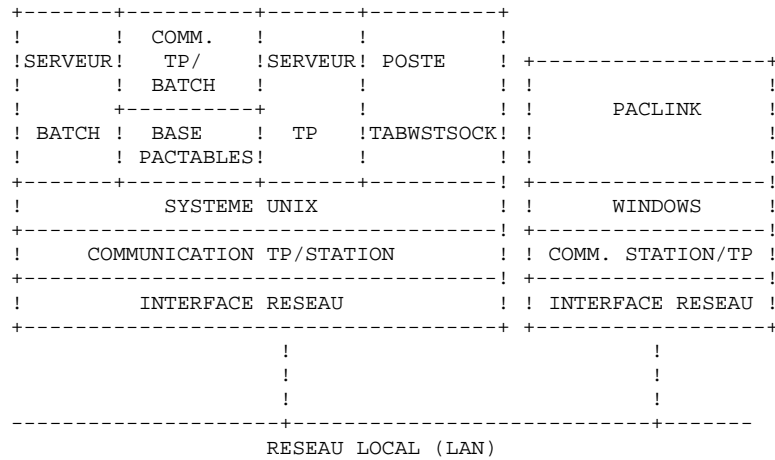 COMM.
SERVEUR TP/ SERVEUR POSTE
BATCH
PACLINK
BATCH BASE TP TABWSTSOCK
PACTABLES
SYSTEME UNIX WINDOWS
COMMUNICATION TP/STATION COMM. STATION/TP
INTERFACE RESEAU INTERFACE RESEAU
RESEAU LOCAL (LAN)